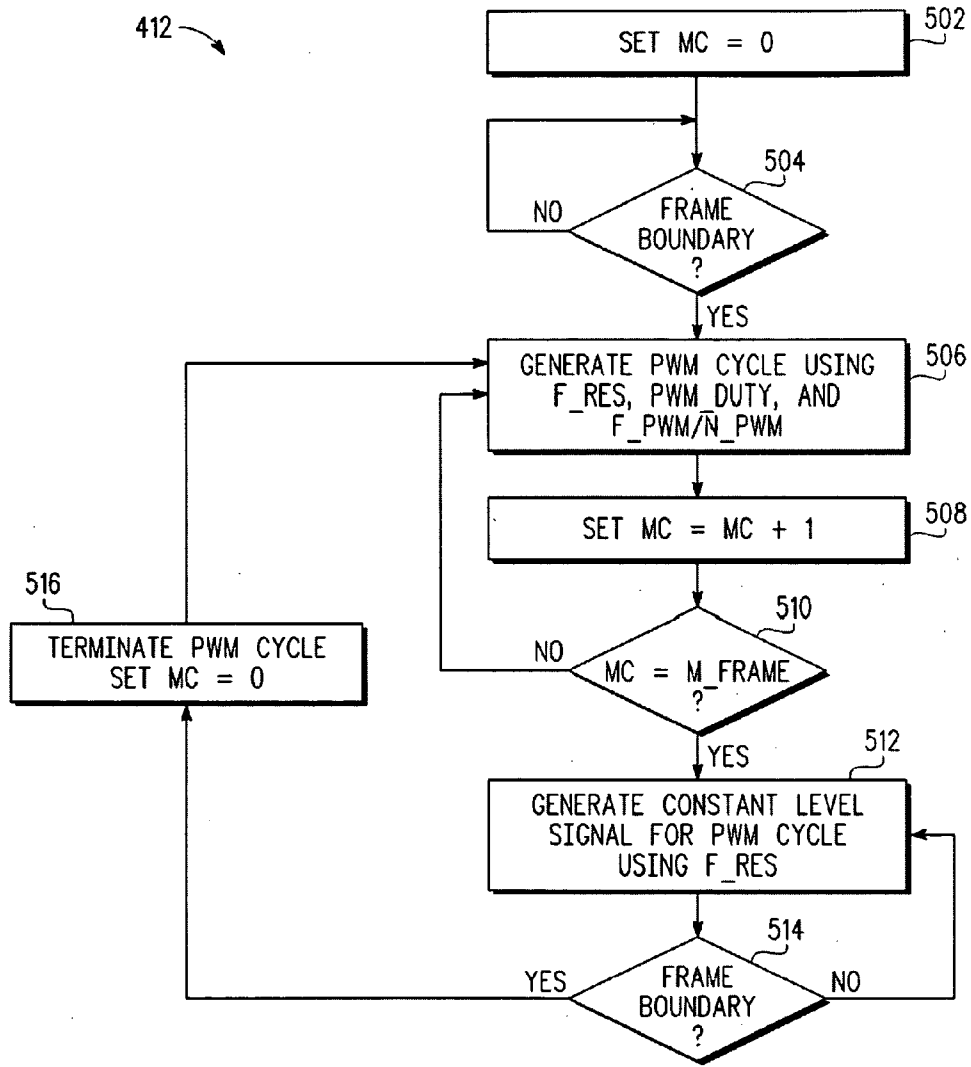 412
502
SET MC = 0
504
FRAME
BOUNDARY
?
NO
YES
506
GENERATE PWM CYCLE USING
F_RES, PWM_DUTY, AND
F_PWM/N_PWM
508
SET MC = MC + 1
516
TERMINATE PWM CYCLE
SET MC = 0
510
MC = M_FRAME
?
NO
YES
512
GENERATE CONSTANT LEVEL
SIGNAL FOR PWM CYCLE
USING F_RES
514
FRAME
BOUNDARY
?
YES
NO